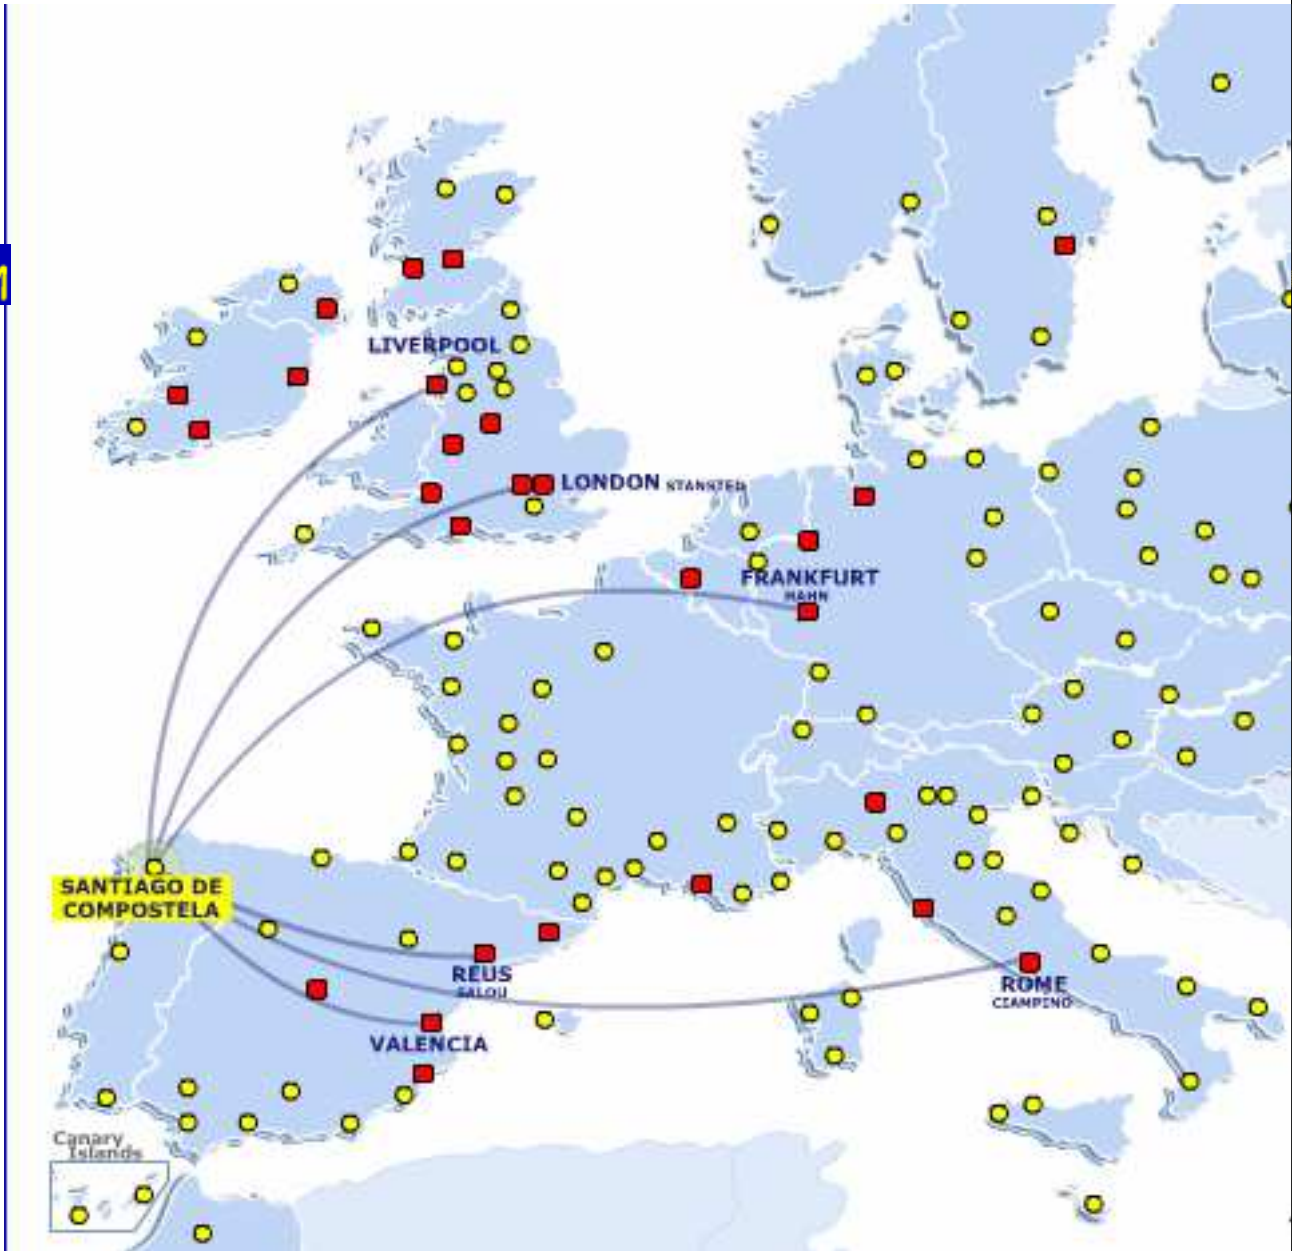 LIVERPOOL
LONDON STANSTED
FRANKFURT
HAHN
SANTIAGO DE
COMPOSTELA
REUS
SALOU
ROME
CIAMPINO
VALENCIA
Canary
Islands